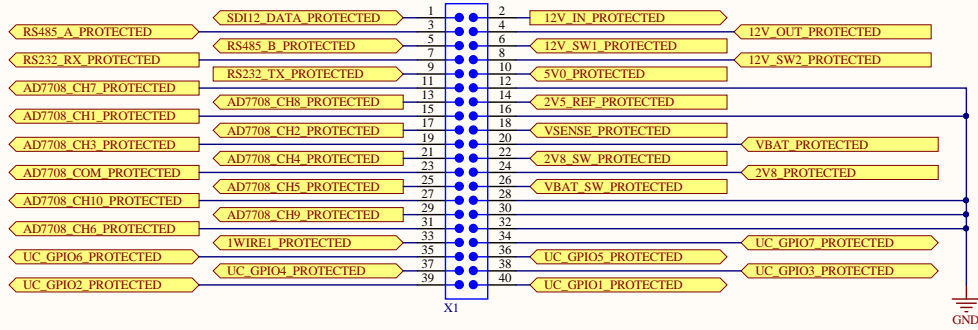 SDI12_DATA_PROTECTED 1 2 12V_IN_PROTECTED
RS485_A_PROTECTED 3 4 12V_OUT_PROTECTED
RS485_B_PROTECTED 5 6 12V_SW1_PROTECTED
RS232_RX_PROTECTED 7 8 12V_SW2_PROTECTED
RS232_TX_PROTECTED 9 10 5V0_PROTECTED
AD7708_CH7_PROTECTED 11 12
AD7708_CH8_PROTECTED 13 14 2V5_REF_PROTECTED
AD7708_CH1_PROTECTED 15 16
AD7708_CH2_PROTECTED 17 18 VSENSE_PROTECTED
AD7708_CH3_PROTECTED 19 20 VBAT_PROTECTED
AD7708_CH4_PROTECTED 21 22 2V8_SW_PROTECTED
AD7708_COM_PROTECTED 23 24 2V8_PROTECTED
AD7708_CH5_PROTECTED 25 26 VBAT_SW_PROTECTED
AD7708_CH10_PROTECTED 27 28
AD7708_CH9_PROTECTED 29 30
AD7708_CH6_PROTECTED 31 32
1WIRE1_PROTECTED 33 34 UC_GPIO7_PROTECTED
UC_GPIO6_PROTECTED 35 36 UC_GPIO5_PROTECTED
UC_GPIO4_PROTECTED 37 38 UC_GPIO3_PROTECTED
UC_GPIO2_PROTECTED 39 40 UC_GPIO1_PROTECTED
X1
GND